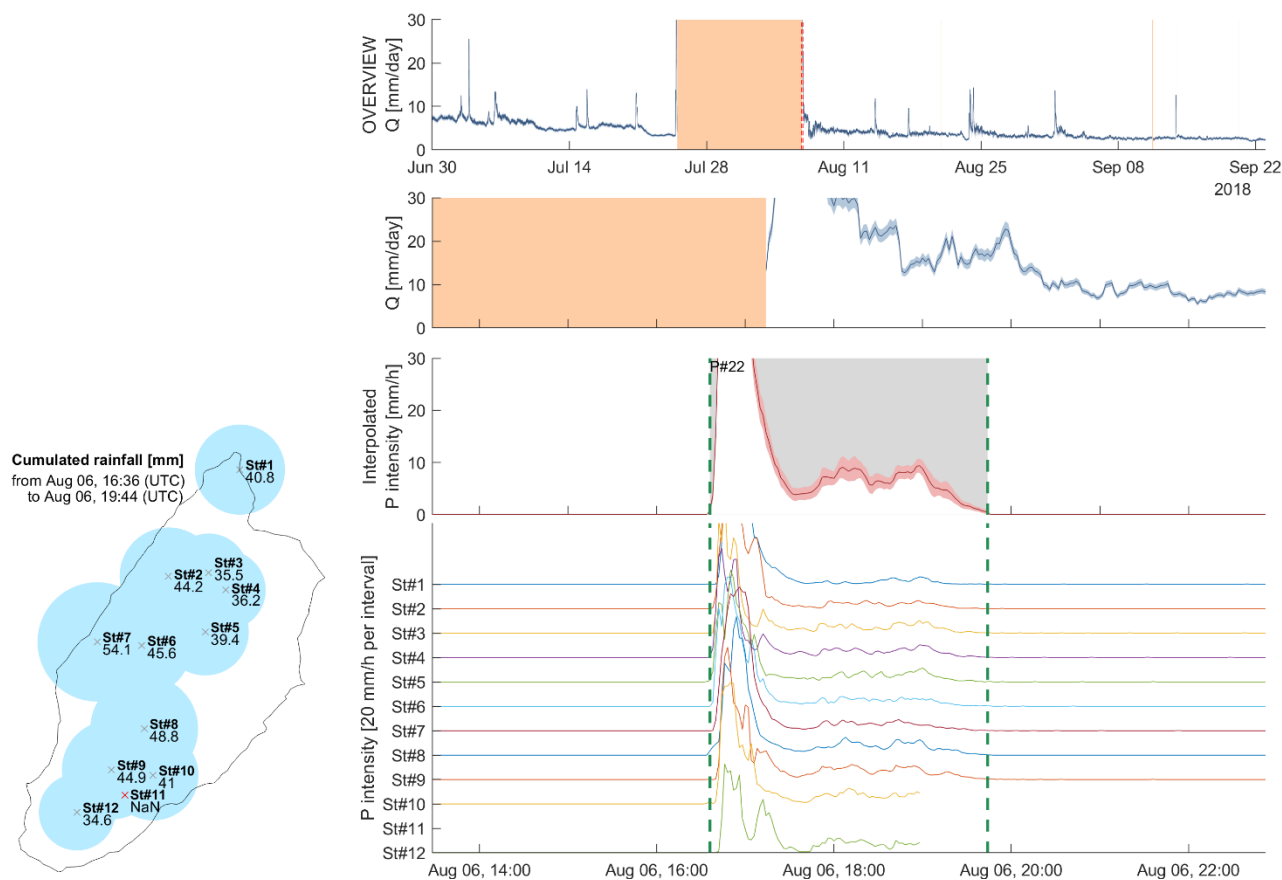 OVERVIEW
Q [mm/day]
30
20
10
0
Jun 30
Jul 14
Jul 28
Aug 11
Aug 25
Sep 08
Sep 22
2018
Q [mm/day]
30
20
10
0
Interpolated
P intensity [mm/h]
30
20
10
0
P#22
Cumulated rainfall [mm]
from Aug 06, 16:36 (UTC)
to Aug 06, 19:44 (UTC)
St#1
40.8
St#2
44.2
St#3
35.5
St#4
36.2
St#5
39.4
St#6
45.6
St#7
54.1
St#8
48.8
St#9
44.9
St#10
41
St#11
NaN
St#12
34.6
P intensity [20 mm/h per interval]
St#1
St#2
St#3
St#4
St#5
St#6
St#7
St#8
St#9
St#10
St#11
St#12
Aug 06, 14:00
Aug 06, 16:00
Aug 06, 18:00
Aug 06, 20:00
Aug 06, 22:00